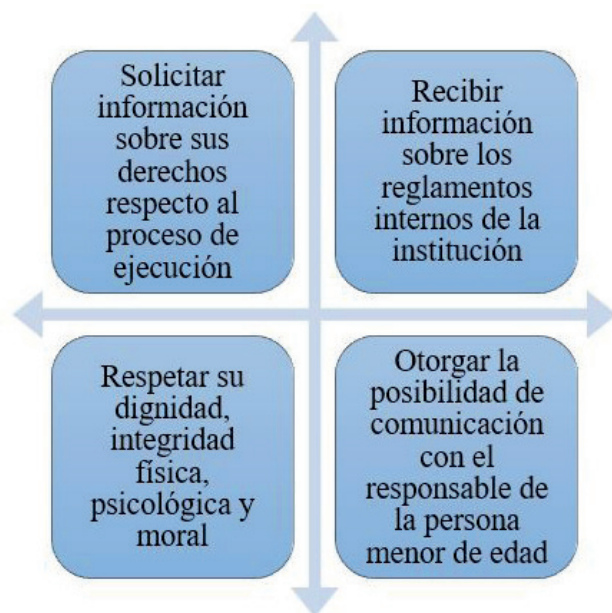 Solicitar
información
sobre sus
derechos
respecto al
proceso de
ejecución
Recibir
información
sobre los
reglamentos
internos de la
institución
Respetar su
dignidad,
integridad
física,
psicológica y
moral
Otorgar la
posibilidad de
comunicación
con el
responsable de
la persona
menor de edad